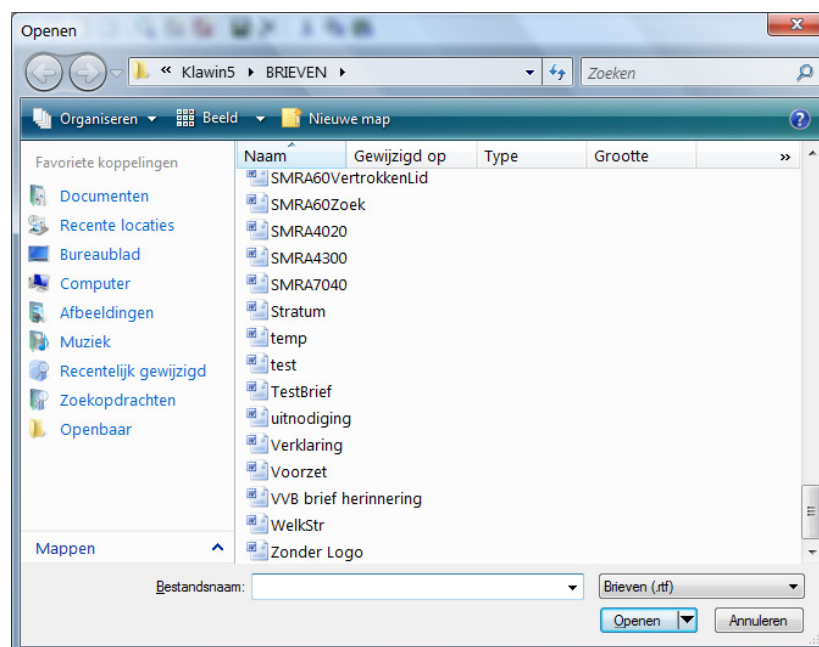 Openen
« Klawin5 BRIEVEN
Zoeken
Organiseren Beeld Nieuwe map
?
Favoriete koppelingen
Documenten
Recente locaties
Bureaublad
Computer
Afbeeldingen
Muziek
Recentelijk gewijzigd
Zoekopdrachten
Openbaar
Mappen
Naam Gewijzigd op Type Grootte »
SMRA60VertrokkenLid
SMRA60Zoek
SMRA4020
SMRA4300
SMRA7040
Stratum
temp
test
TestBrief
uitnodiging
Verklaring
Voorzet
VVB brief herinnering
WelkStr
Zonder Logo
Bestandsnaam:
Brieven (.rtf)
Openen Annuleren